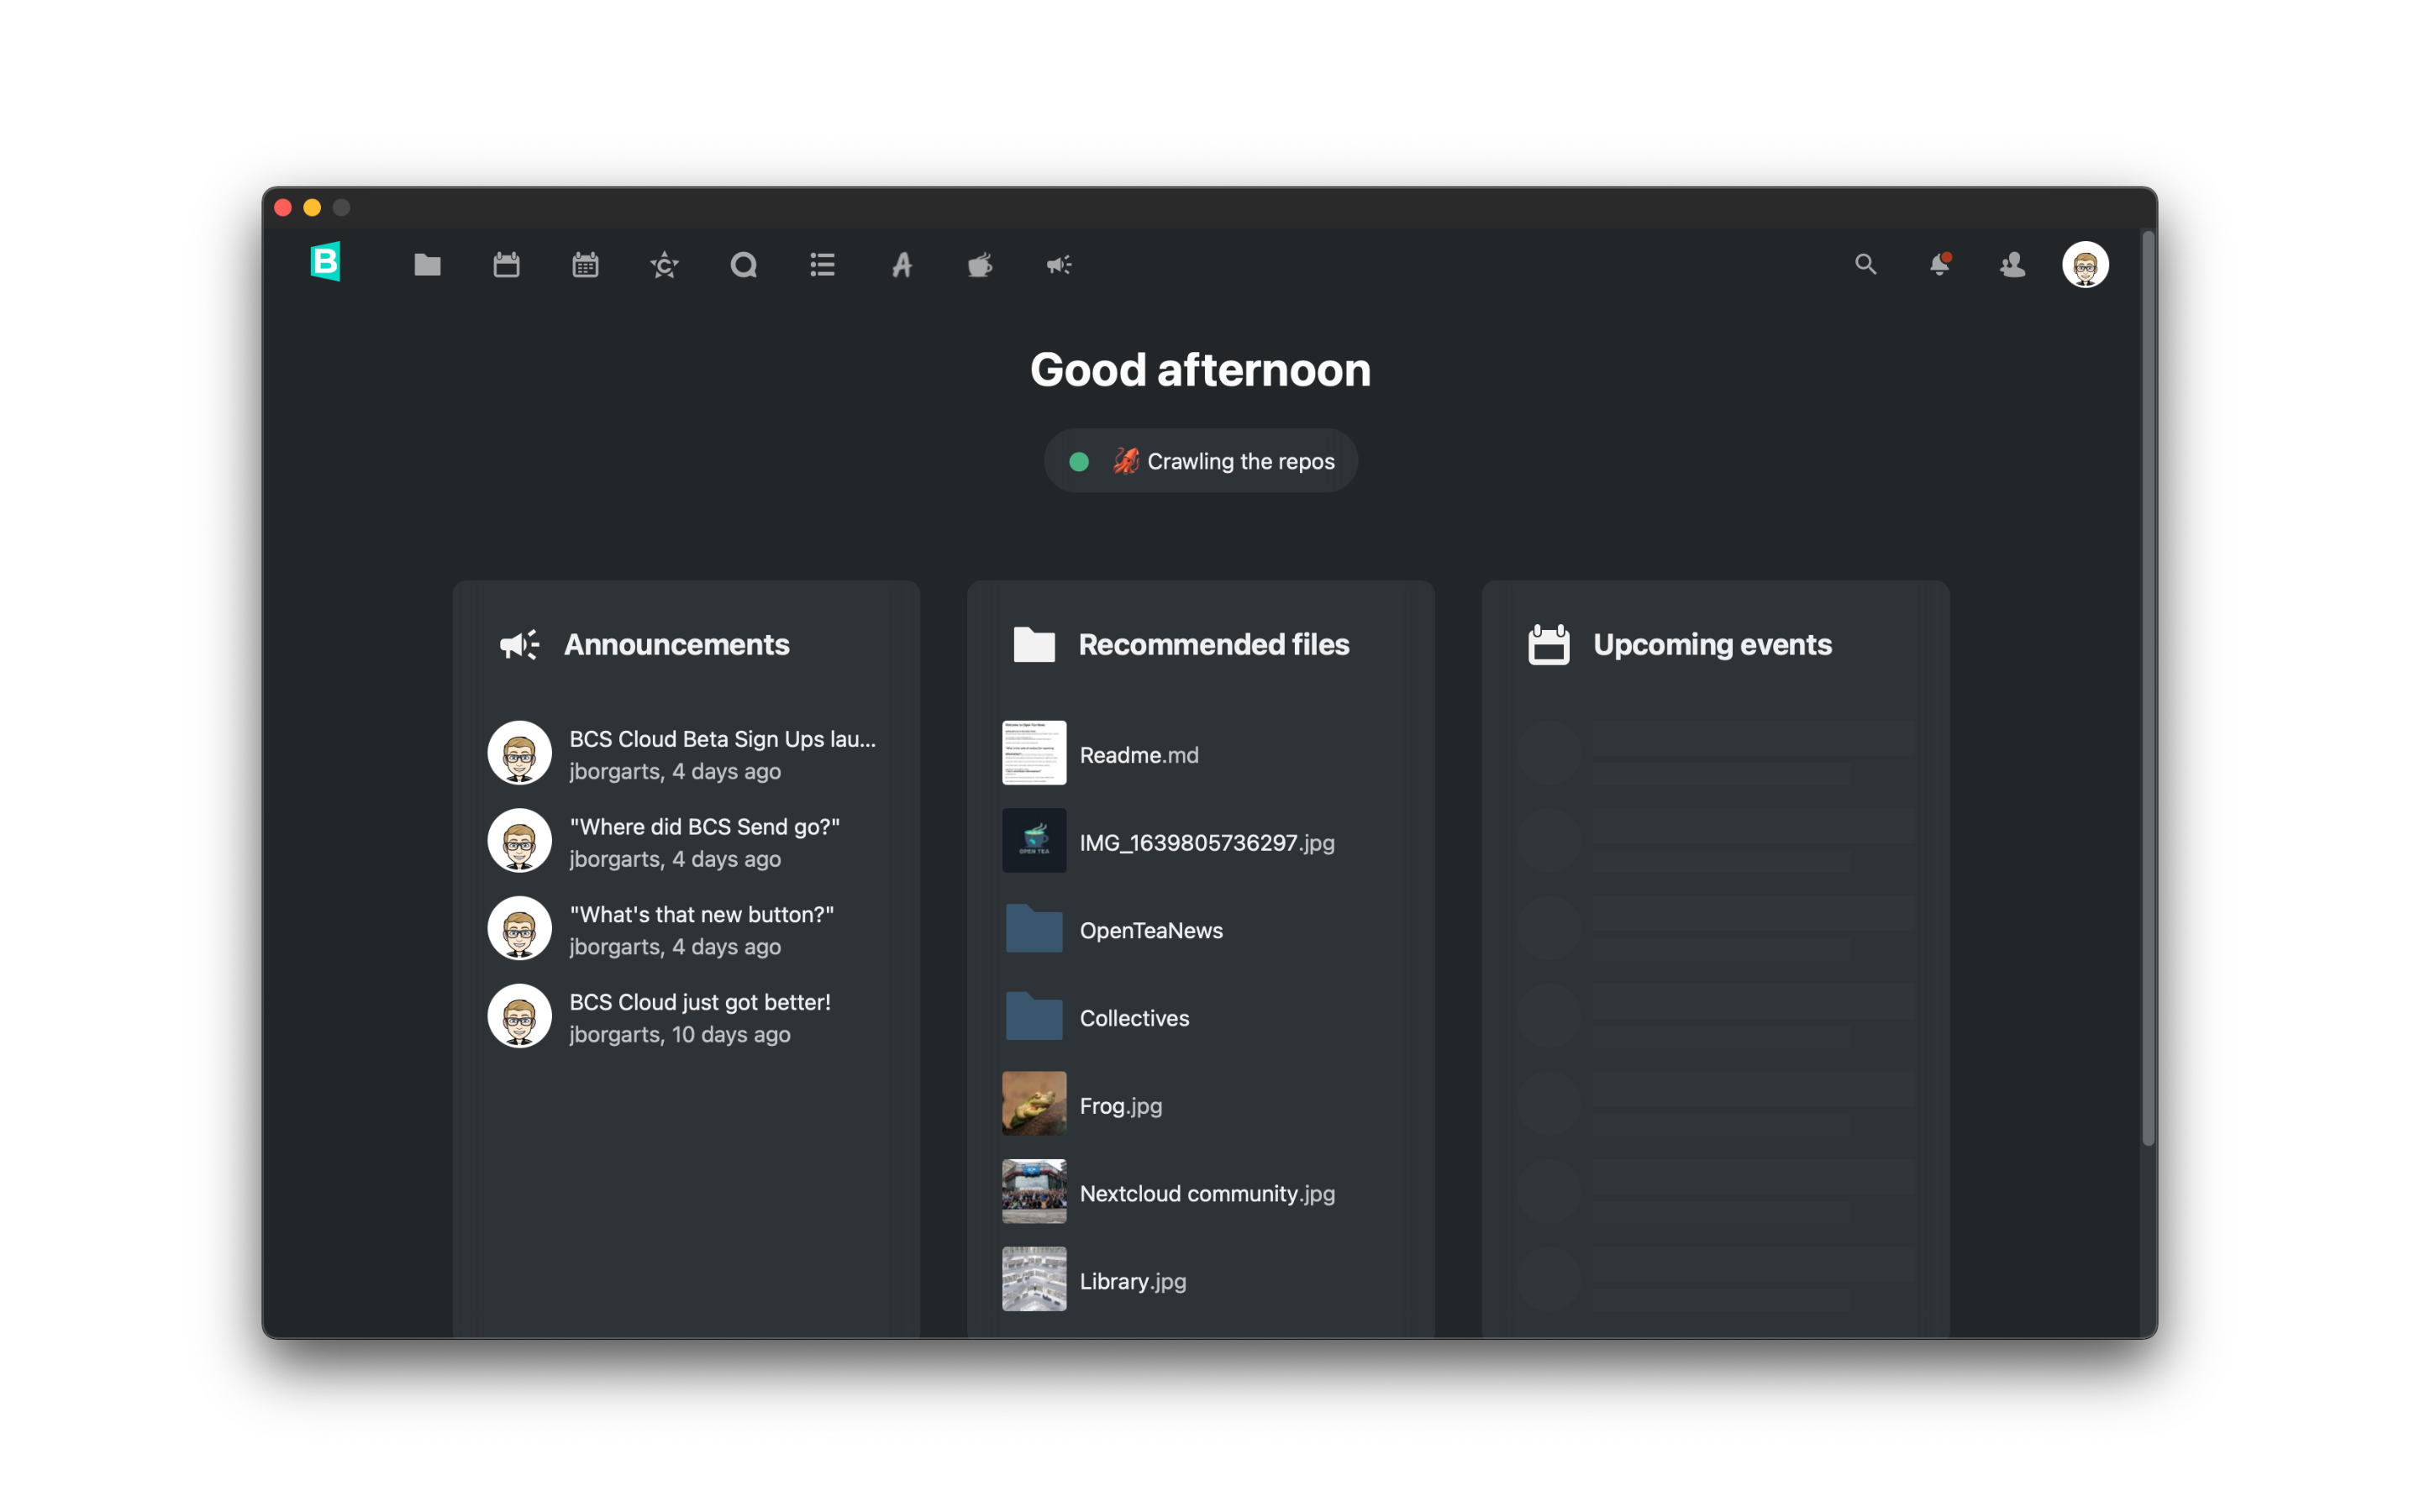 B
Good afternoon
🦑 Crawling the repos
Announcements
BCS Cloud Beta Sign Ups lau...
jborgarts, 4 days ago
"Where did BCS Send go?"
jborgarts, 4 days ago
"What's that new button?"
jborgarts, 4 days ago
BCS Cloud just got better!
jborgarts, 10 days ago
Recommended files
Readme.md
OPEN TEA
IMG_1639805736297.jpg
OpenTeaNews
Collectives
Frog.jpg
Nextcloud community.jpg
Library.jpg
Upcoming events